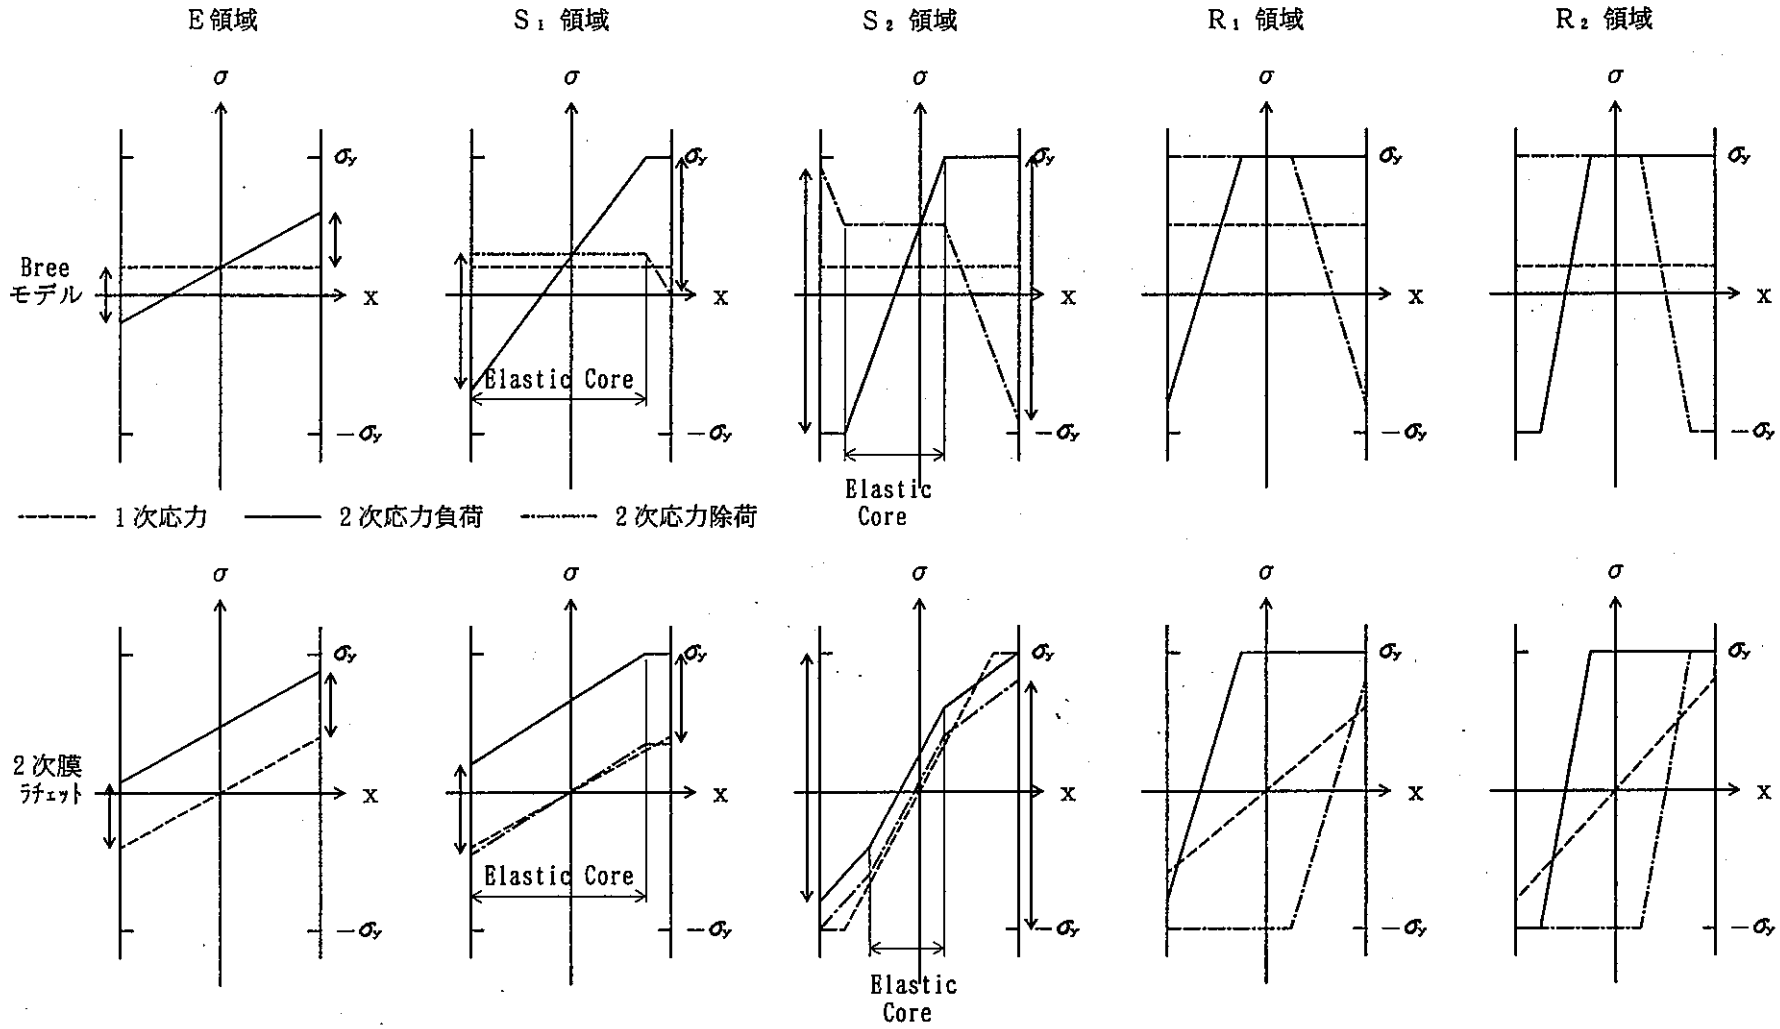 E領域
S₁ 領域
S₂ 領域
R₁ 領域
R₂ 領域
σ
σ
σ
σ
σ
σy
σy
σy
σy
σy
Bree
モデル
X
X
X
X
X
Elastic Core
−σy
−σy
−σy
−σy
Elastic
Core
1次応力
2次応力負荷
2次応力除荷
σ
σ
σ
σ
σ
σy
σy
σy
σy
σy
2次膜
ラチェット
X
X
X
X
X
Elastic Core
−σy
−σy
−σy
−σy
−σy
Elastic
Core